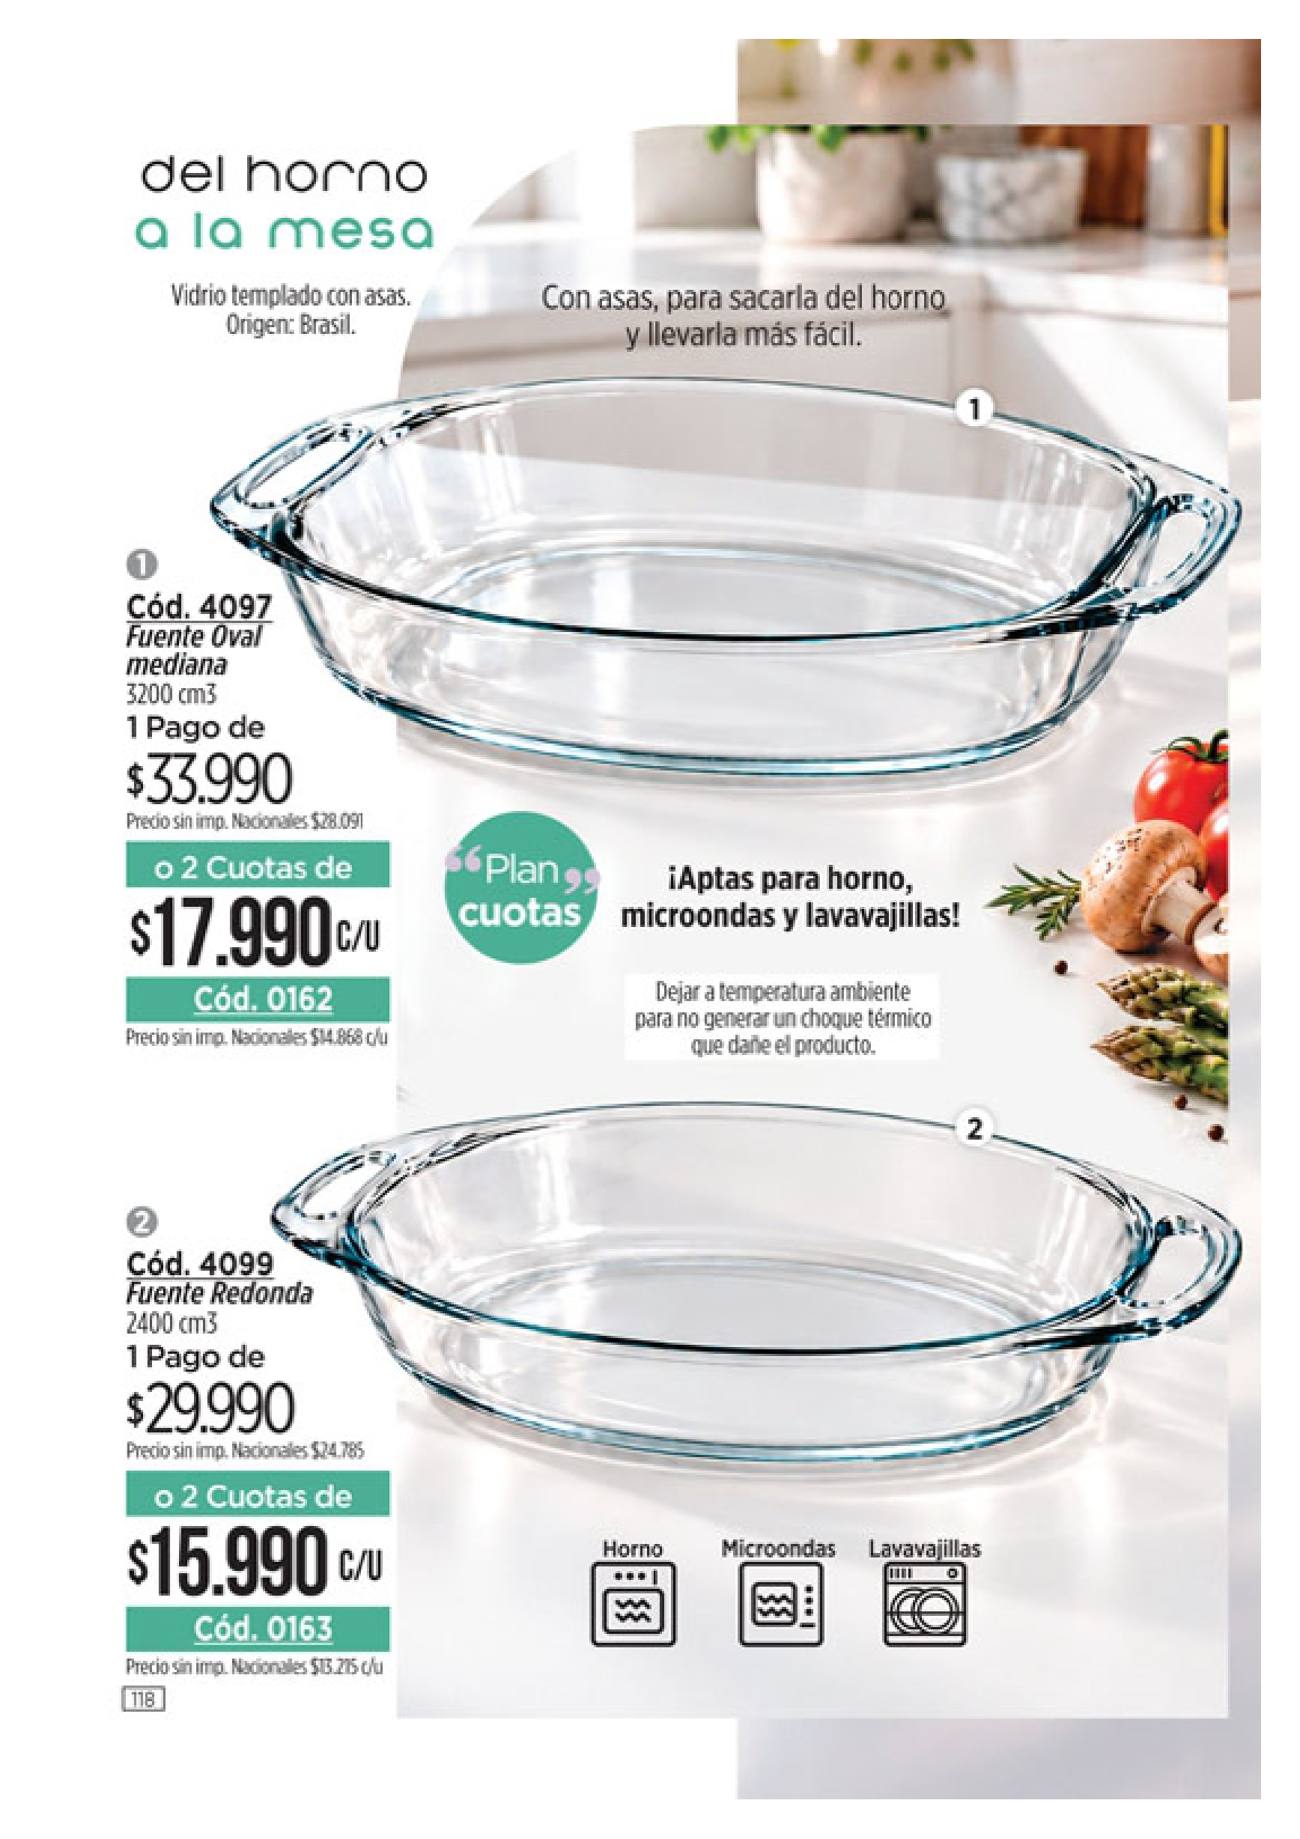 del horno
a la mesa
Vidrio templado con asas.
Origen: Brasil.
Con asas, para sacarla del horno
y llevarla más fácil.
1
1
Cód. 4097
Fuente Oval
mediana
3200 cm3
1 Pago de
$33.990
Precio sin imp. Nacionales $28.091
o 2 Cuotas de
$17.990 C/U
Cód. 0162
Precio sin imp. Nacionales $14.868 c/u
“Plan„
cuotas
¡Aptas para horno,
microondas y lavavajillas!
Dejar a temperatura ambiente
para no generar un choque térmico
que dañe el producto.
2
2
Cód. 4099
Fuente Redonda
2400 cm3
1 Pago de
$29.990
Precio sin imp. Nacionales $24.785
o 2 Cuotas de
$15.990 C/U
Cód. 0163
Precio sin imp. Nacionales $13.215 c/u
Horno
Microondas
Lavavajillas
118